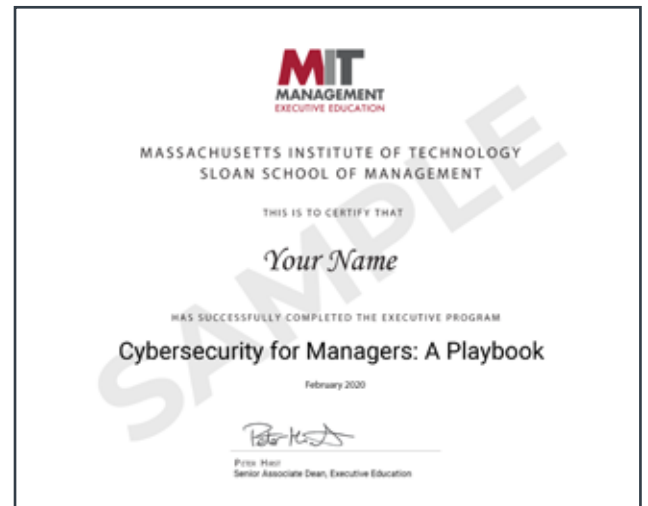 MIT
MANAGEMENT
EXECUTIVE EDUCATION
MASSACHUSETTS INSTITUTE OF TECHNOLOGY
SLOAN SCHOOL OF MANAGEMENT
THIS IS TO CERTIFY THAT
Your Name
HAS SUCCESSFULLY COMPLETED THE EXECUTIVE PROGRAM
Cybersecurity for Managers: A Playbook
February 2020
Peter Hirst
Senior Associate Dean, Executive Education
SAMPLE